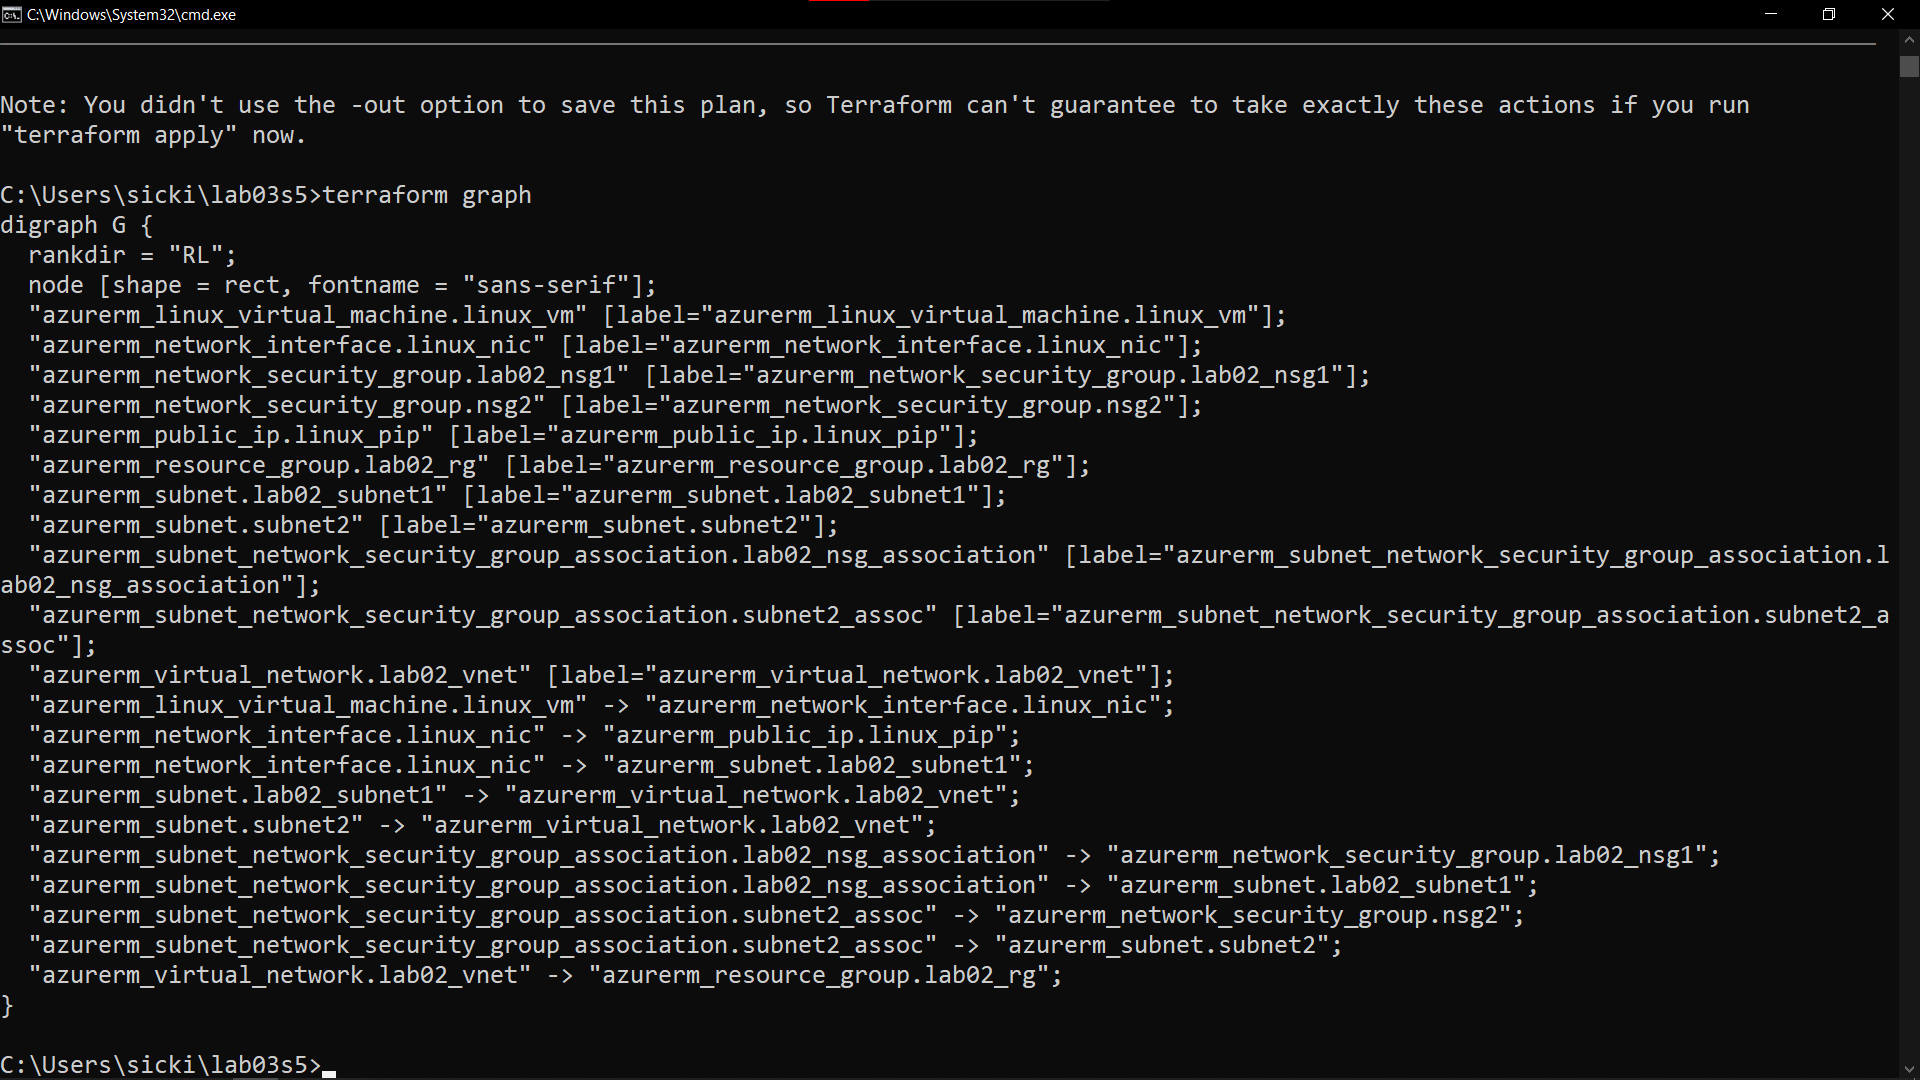 C:\Windows\System32\cmd.exe
Note: You didn't use the -out option to save this plan, so Terraform can't guarantee to take exactly these actions if you run
"terraform apply" now.
C:\Users\sicki\lab03s5>terraform graph
digraph G {
  rankdir = "RL";
  node [shape = rect, fontname = "sans-serif"];
  "azurerm_linux_virtual_machine.linux_vm" [label="azurerm_linux_virtual_machine.linux_vm"];
  "azurerm_network_interface.linux_nic" [label="azurerm_network_interface.linux_nic"];
  "azurerm_network_security_group.lab02_nsg1" [label="azurerm_network_security_group.lab02_nsg1"];
  "azurerm_network_security_group.nsg2" [label="azurerm_network_security_group.nsg2"];
  "azurerm_public_ip.linux_pip" [label="azurerm_public_ip.linux_pip"];
  "azurerm_resource_group.lab02_rg" [label="azurerm_resource_group.lab02_rg"];
  "azurerm_subnet.lab02_subnet1" [label="azurerm_subnet.lab02_subnet1"];
  "azurerm_subnet.subnet2" [label="azurerm_subnet.subnet2"];
  "azurerm_subnet_network_security_group_association.lab02_nsg_association" [label="azurerm_subnet_network_security_group_association.l
ab02_nsg_association"];
  "azurerm_subnet_network_security_group_association.subnet2_assoc" [label="azurerm_subnet_network_security_group_association.subnet2_a
ssoc"];
  "azurerm_virtual_network.lab02_vnet" [label="azurerm_virtual_network.lab02_vnet"];
  "azurerm_linux_virtual_machine.linux_vm" -> "azurerm_network_interface.linux_nic";
  "azurerm_network_interface.linux_nic" -> "azurerm_public_ip.linux_pip";
  "azurerm_network_interface.linux_nic" -> "azurerm_subnet.lab02_subnet1";
  "azurerm_subnet.lab02_subnet1" -> "azurerm_virtual_network.lab02_vnet";
  "azurerm_subnet.subnet2" -> "azurerm_virtual_network.lab02_vnet";
  "azurerm_subnet_network_security_group_association.lab02_nsg_association" -> "azurerm_network_security_group.lab02_nsg1";
  "azurerm_subnet_network_security_group_association.lab02_nsg_association" -> "azurerm_subnet.lab02_subnet1";
  "azurerm_subnet_network_security_group_association.subnet2_assoc" -> "azurerm_network_security_group.nsg2";
  "azurerm_subnet_network_security_group_association.subnet2_assoc" -> "azurerm_subnet.subnet2";
  "azurerm_virtual_network.lab02_vnet" -> "azurerm_resource_group.lab02_rg";
}
C:\Users\sicki\lab03s5>